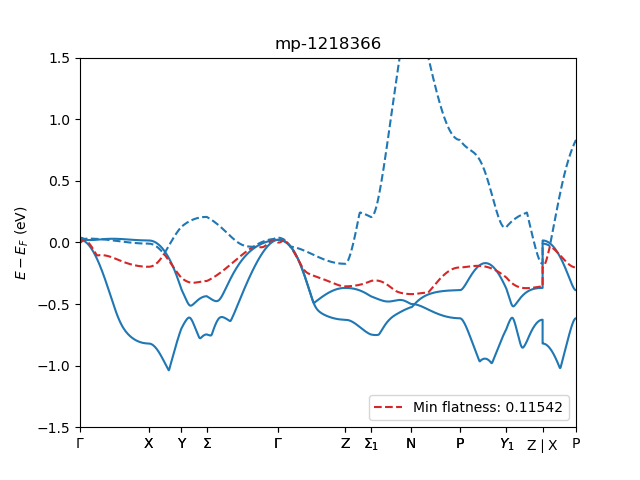 mp-1218366
E − E_F (eV)
1.5
1.0
0.5
0.0
−0.5
−1.0
−1.5
Min flatness: 0.11542
Γ X Y Σ Γ Z Σ₁ N P Y₁ Z | X P